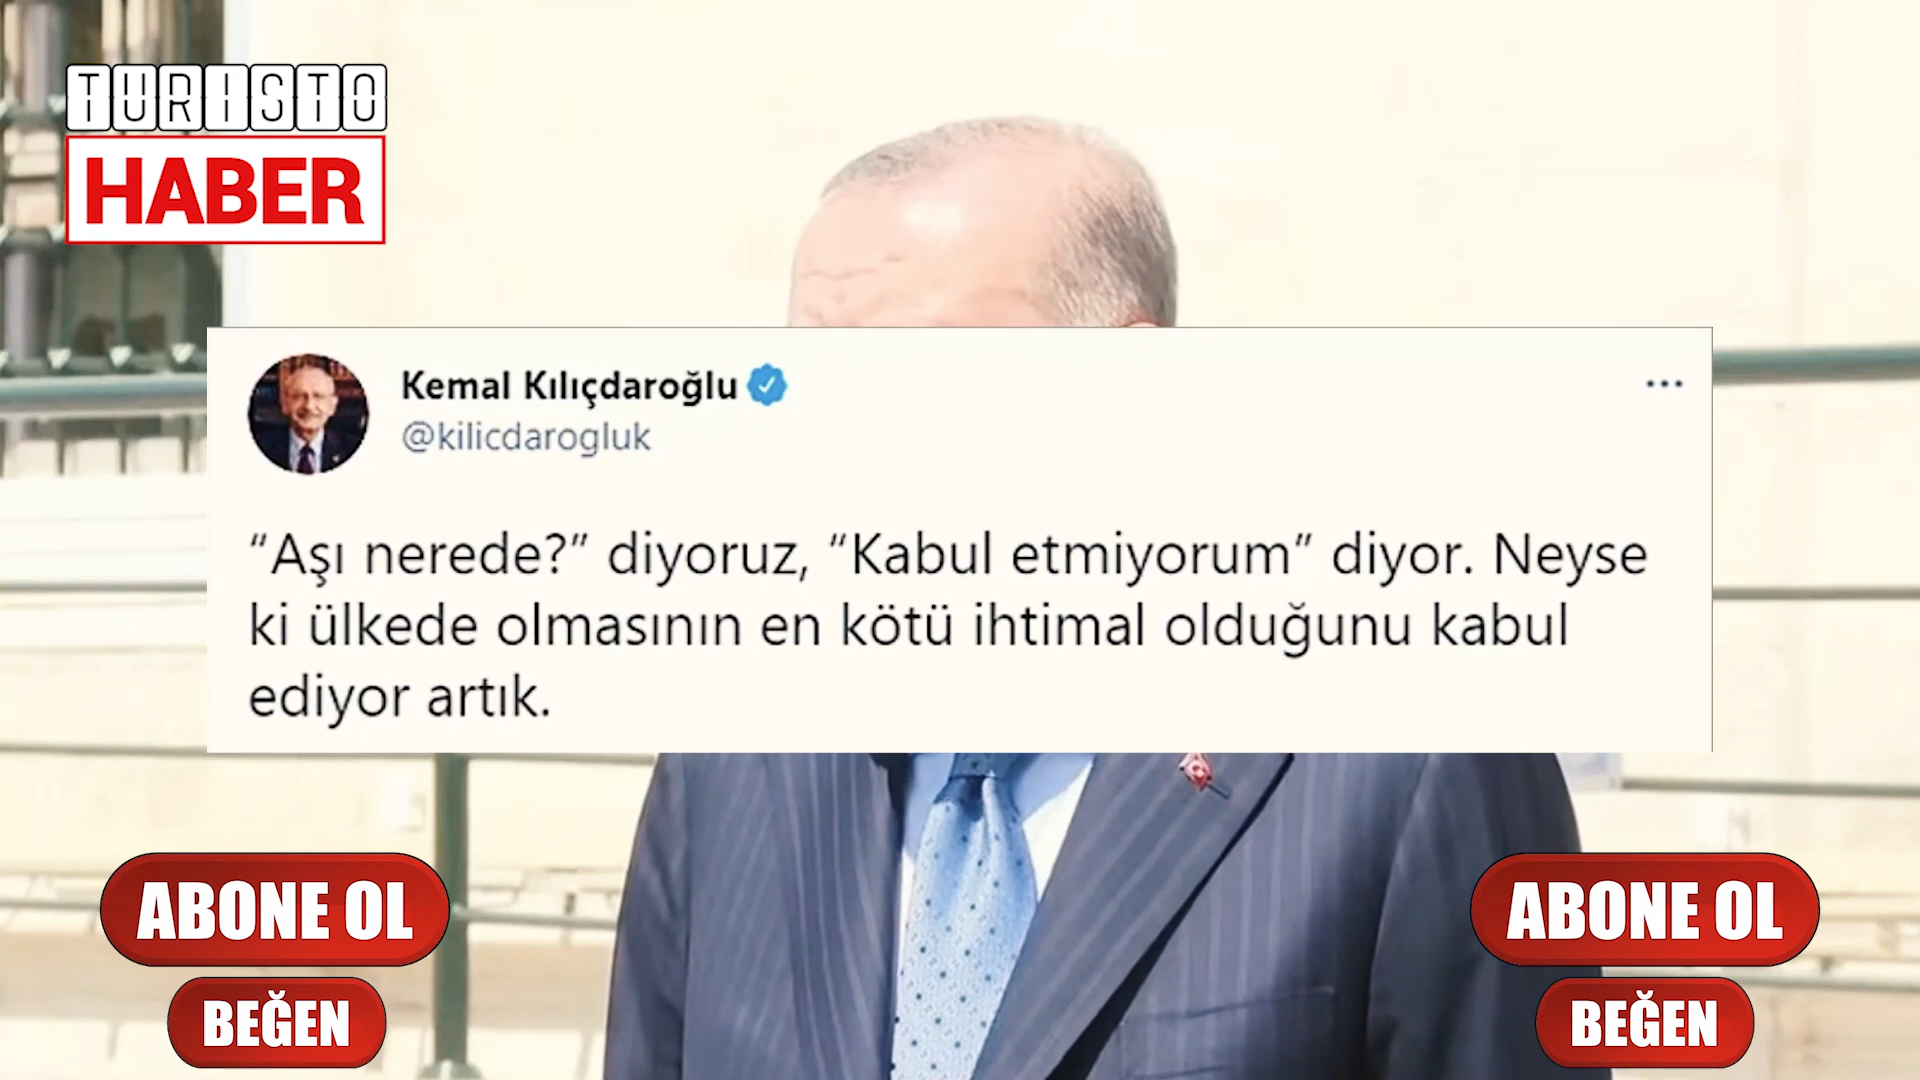 TURISTO
HABER
Kemal Kılıçdaroğlu
@kilicdarogluk
“Aşı nerede?” diyoruz, “Kabul etmiyorum” diyor. Neyse
ki ülkede olmasının en kötü ihtimal olduğunu kabul
ediyor artık.
ABONE OL
BEĞEN
ABONE OL
BEĞEN